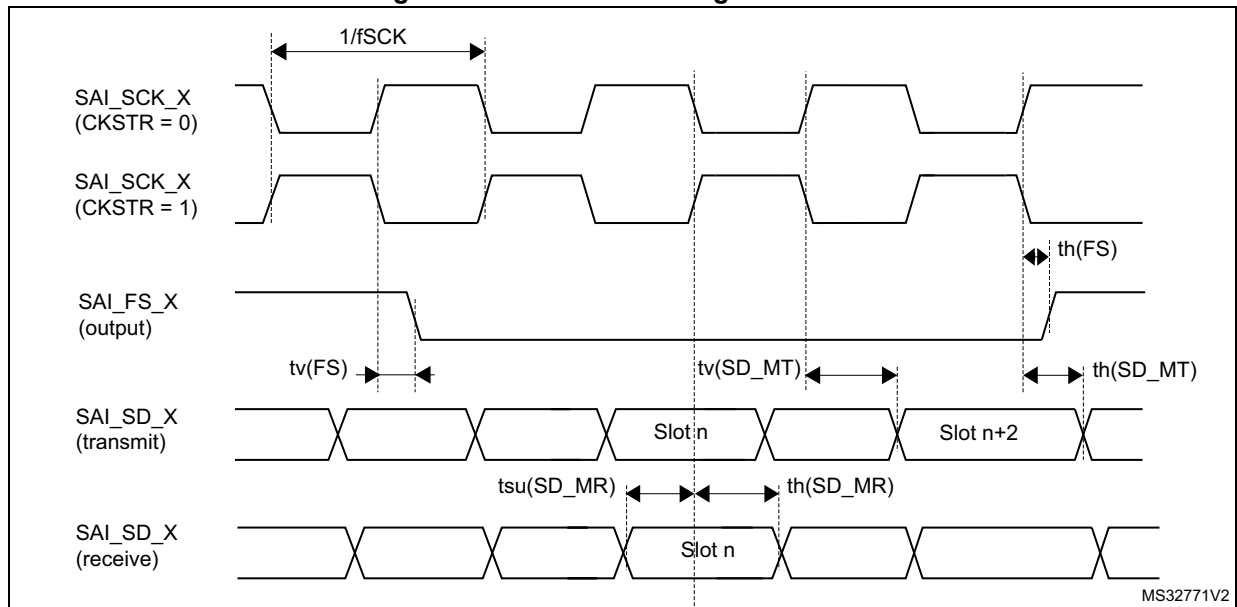 1/fSCK
SAI_SCK_X
(CKSTR = 0)
SAI_SCK_X
(CKSTR = 1)
th(FS)
SAI_FS_X
(output)
tv(FS)
tv(SD_MT)
th(SD_MT)
SAI_SD_X
(transmit)
Slot n
Slot n+2
tsu(SD_MR)
th(SD_MR)
SAI_SD_X
(receive)
Slot n
MS32771V2